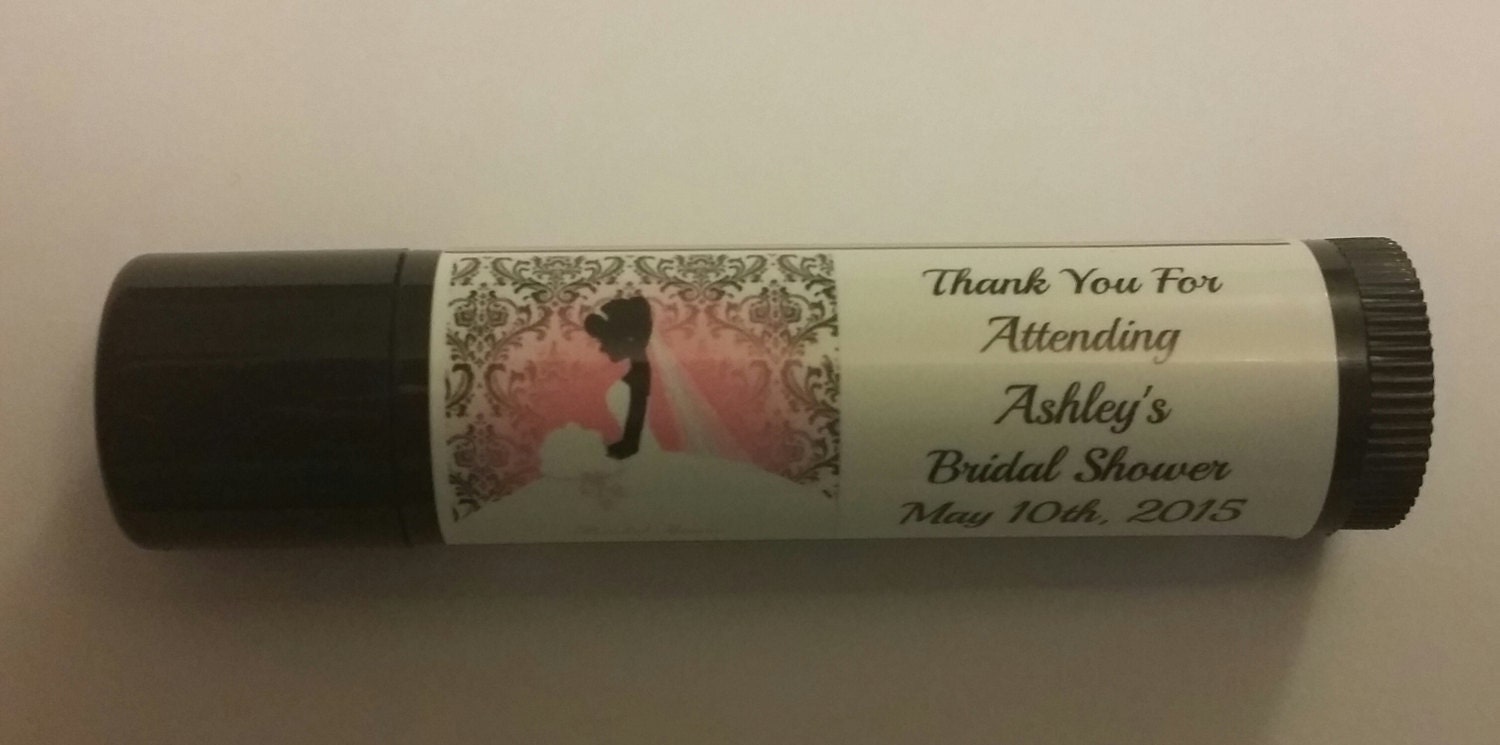 Thank You For
Attending
Ashley's
Bridal Shower
May 10th, 2015